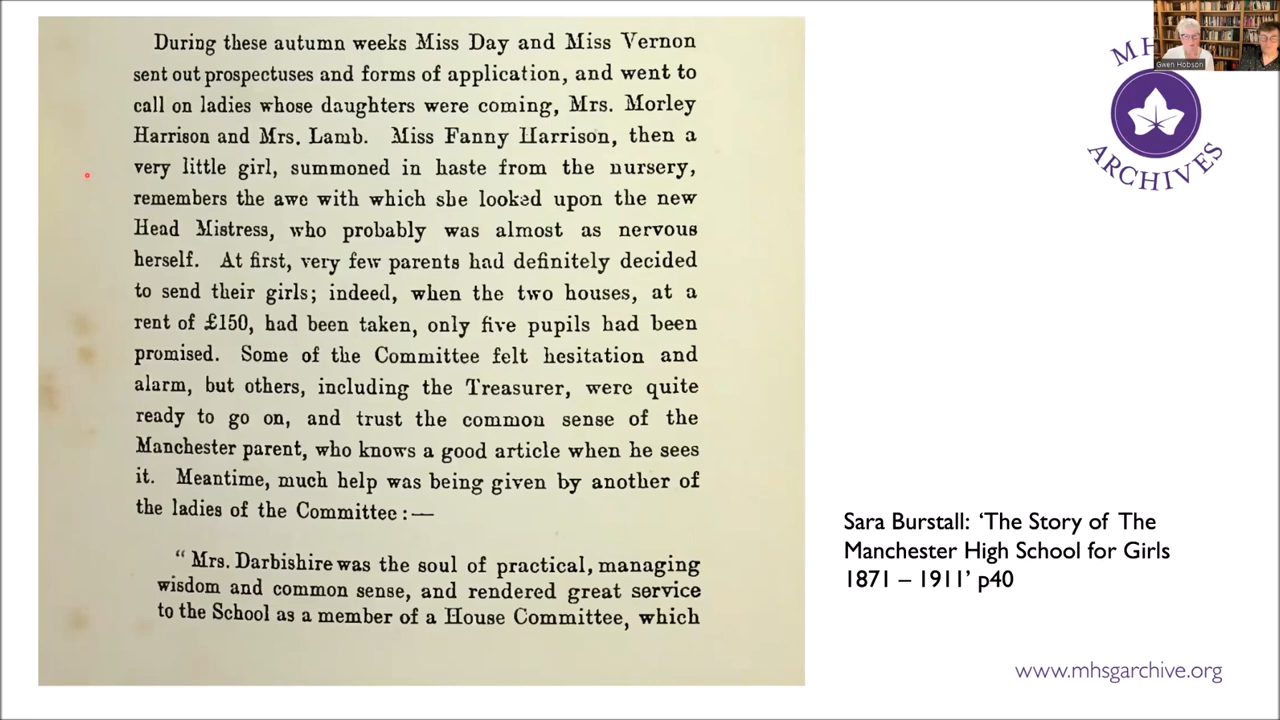 During these autumn weeks Miss Day and Miss Vernon
sent out prospectuses and forms of application, and went to
call on ladies whose daughters were coming, Mrs. Morley
Harrison and Mrs. Lamb. Miss Fanny Harrison, then a
very little girl, summoned in haste from the nursery,
remembers the awe with which she looked upon the new
Head Mistress, who probably was almost as nervous
herself. At first, very few parents had definitely decided
to send their girls; indeed, when the two houses, at a
rent of £150, had been taken, only five pupils had been
promised. Some of the Committee felt hesitation and
alarm, but others, including the Treasurer, were quite
ready to go on, and trust the common sense of the
Manchester parent, who knows a good article when he sees
it. Meantime, much help was being given by another of
the ladies of the Committee :—
“ Mrs. Darbishire was the soul of practical, managing
wisdom and common sense, and rendered great service
to the School as a member of a House Committee, which
Gwen Hobson
MH
ARCHIVES
Sara Burstall: ‘The Story of The
Manchester High School for Girls
1871 – 1911’ p40
www.mhsgarchive.org